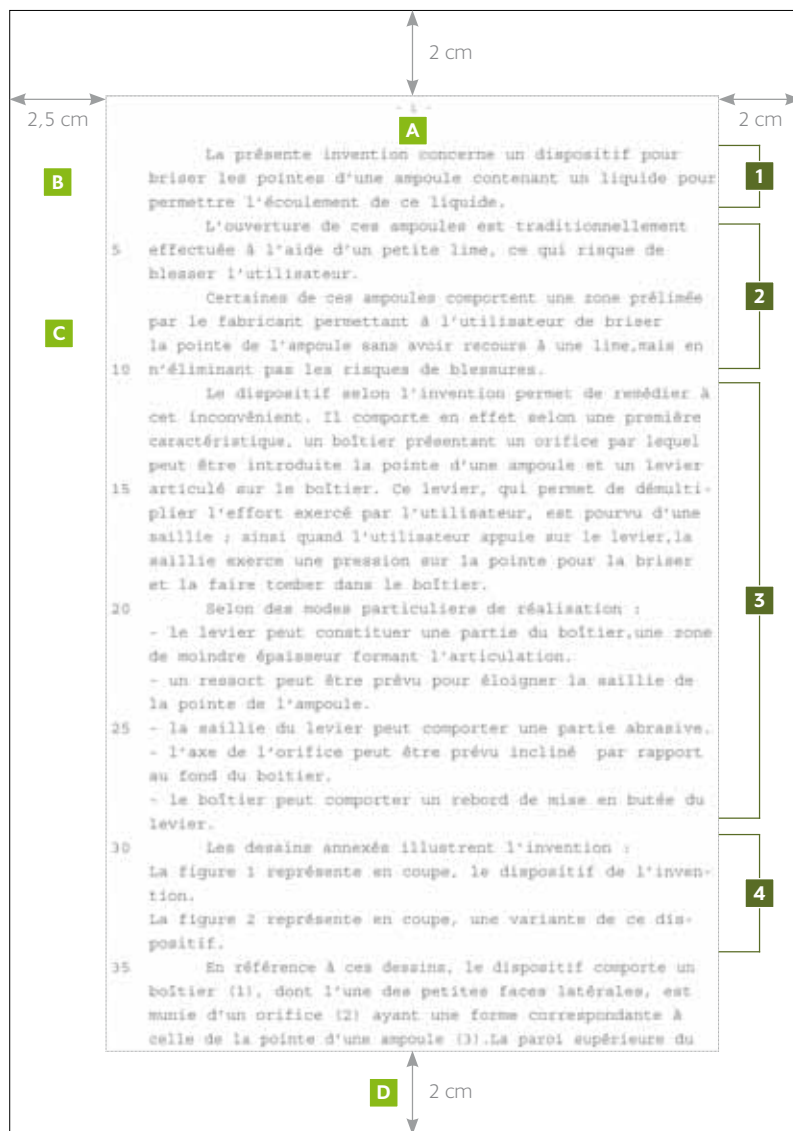 2 cm
2,5 cm
2 cm
- 1 -
A
La présente invention concerne un dispositif pour
1
B
briser les pointes d'une ampoule contenant un liquide pour
permettre l'écoulement de ce liquide.
L'ouverture de ces ampoules est traditionnellement
5 effectuée à l'aide d'un petite lime, ce qui risque de
blesser l'utilisateur.
2
Certaines de ces ampoules comportent une zone prélimée
C
par le fabricant permettant à l'utilisateur de briser
la pointe de l'ampoule sans avoir recours à une lime,mais en
10 n'éliminant pas les risques de blessures.
Le dispositif selon l'invention permet de remédier à
cet inconvénient. Il comporte en effet selon une première
caractéristique, un boîtier présentant un orifice par lequel
peut être introduite la pointe d'une ampoule et un levier
15 articulé sur le boîtier. Ce levier, qui permet de démulti-
plier l'effort exercé par l'utilisateur, est pourvu d'une
saillie ; ainsi quand l'utilisateur appuie sur le levier,la
saillie exerce une pression sur la pointe pour la briser
et la faire tomber dans le boîtier.
20 Selon des modes particuliers de réalisation :
3
- le levier peut constituer une partie du boîtier,une zone
de moindre épaisseur formant l'articulation.
- un ressort peut être prévu pour éloigner la saillie de
la pointe de l'ampoule.
25 - la saillie du levier peut comporter une partie abrasive.
- l'axe de l'orifice peut être prévu incliné par rapport
au fond du boitier.
- le boîtier peut comporter un rebord de mise en butée du
levier.
30 Les dessins annexés illustrent l'invention :
La figure 1 représente en coupe, le dispositif de l'inven-
tion.
4
La figure 2 représente en coupe, une variante de ce dis-
positif.
35 En référence à ces dessins, le dispositif comporte un
boîtier (1), dont l'une des petites faces latérales, est
munie d'un orifice (2) ayant une forme correspondante à
celle de la pointe d'une ampoule (3).La paroi supérieure du
D
2 cm